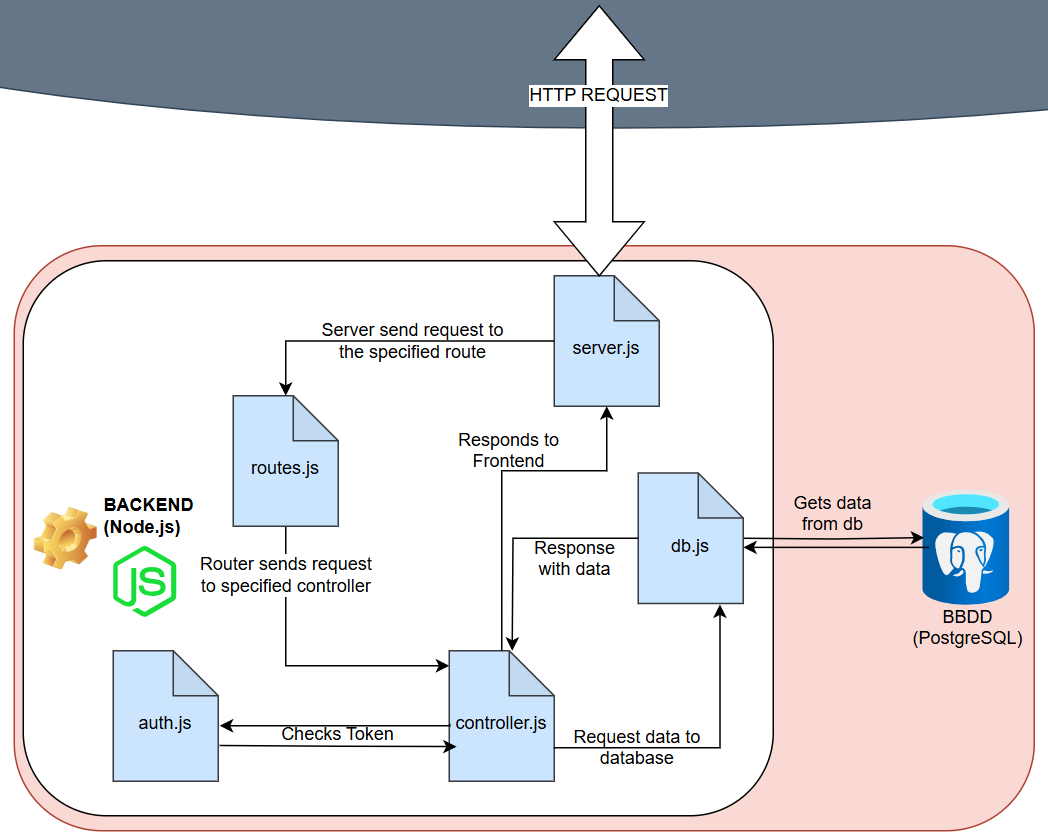 HTTP REQUEST
Server send request to
the specified route
server.js
routes.js
Responds to
Frontend
BACKEND
(Node.js)
JS
Router sends request
to specified controller
db.js
Response
with data
Gets data
from db
BBDD
(PostgreSQL)
auth.js
Checks Token
controller.js
Request data to
database